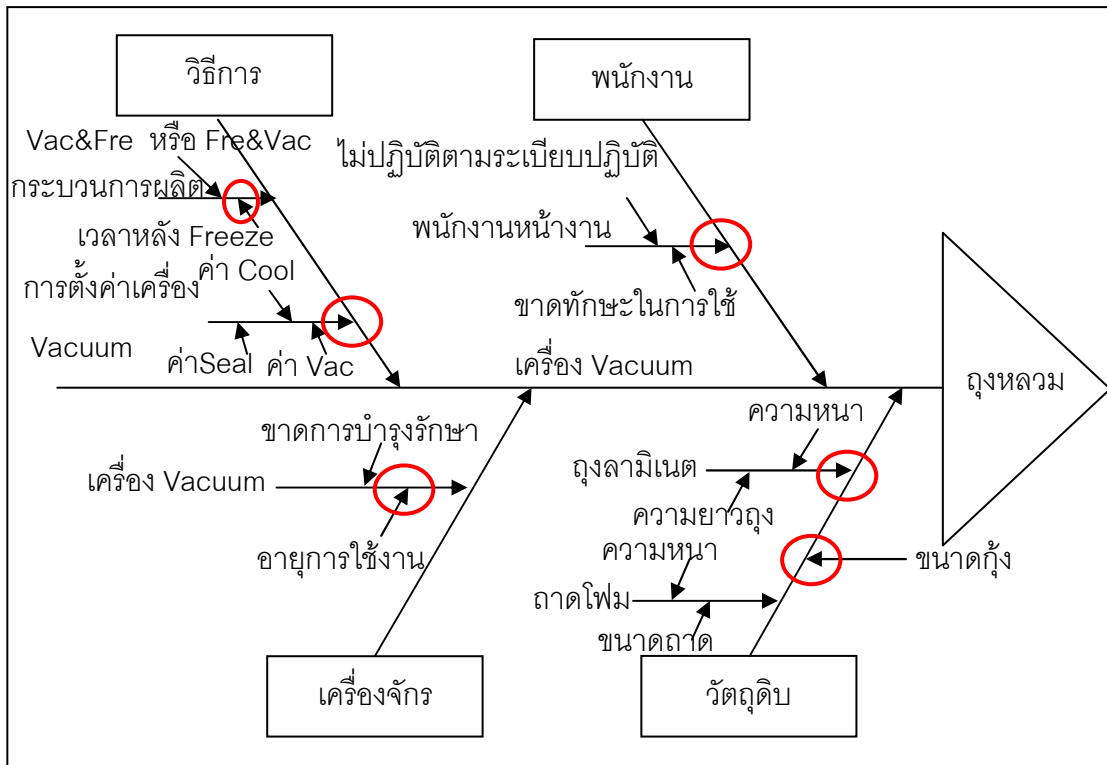 วิธีการ
พนักงาน
Vac&Fre หรือ Fre&Vac
ไม่ปฏิบัติตามระเบียบปฏิบัติ
กระบวนการผลิต
พนักงานหน้างาน
เวลาหลัง Freeze
ค่า Cool
การตั้งค่าเครื่อง
ขาดทักษะในการใช้
Vacuum
ค่าSeal
ค่า Vac
เครื่อง Vacuum
ถุงหลวม
ความหนา
ขาดการบำรุงรักษา
ถุงลามิเนต
เครื่อง Vacuum
ความยาวถุง
ความหนา
อายุการใช้งาน
ขนาดกุ้ง
ถาดโฟม
ขนาดถาด
เครื่องจักร
วัตถุดิบ